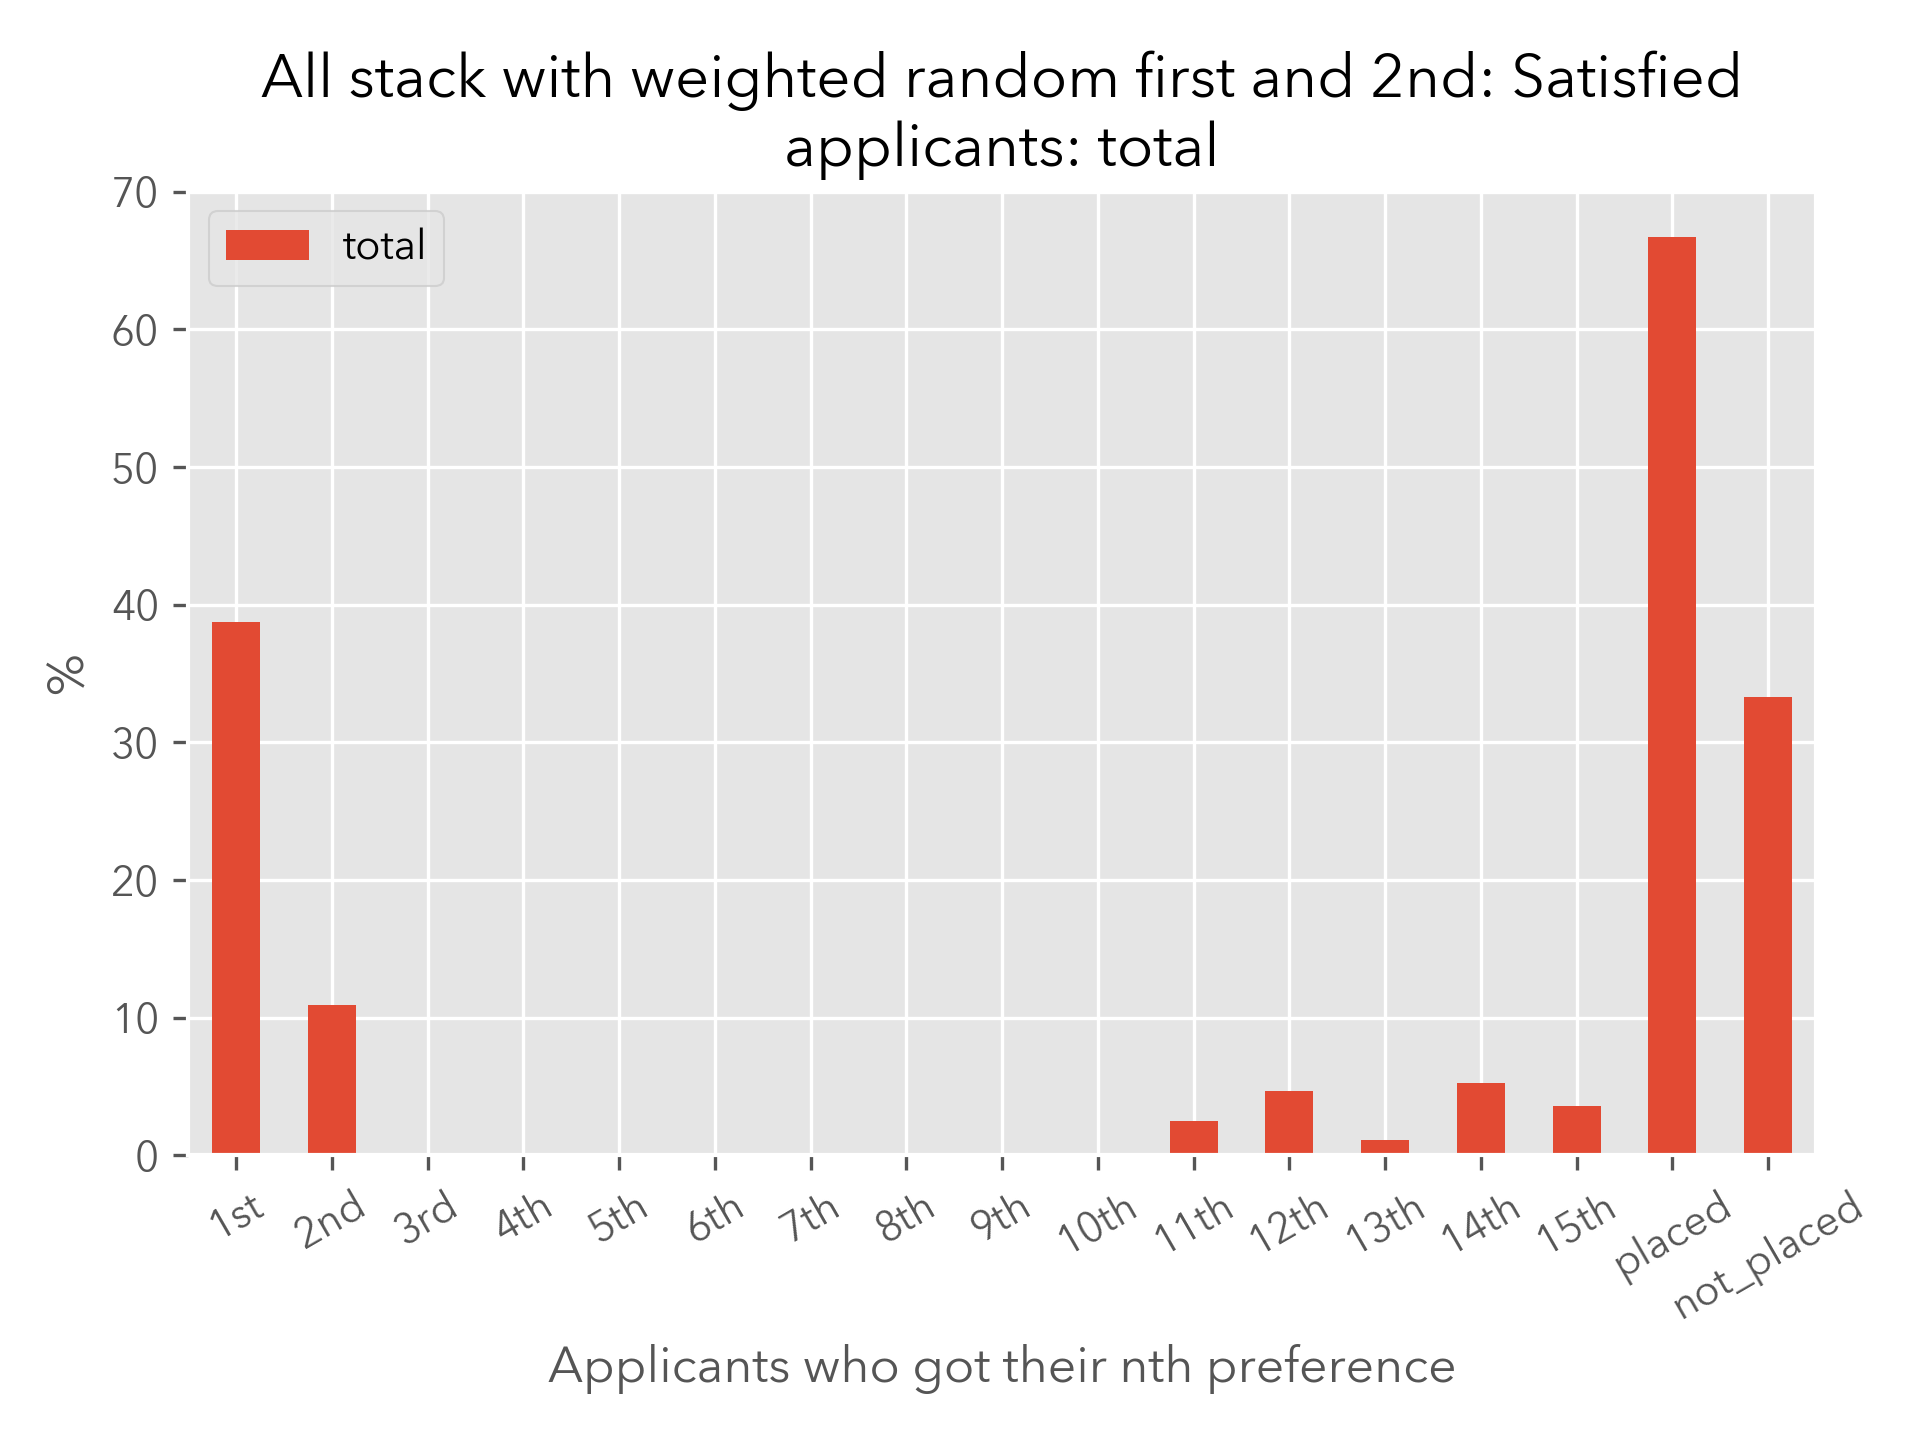 All stack with weighted random first and 2nd: Satisfied
applicants: total
total
70
60
50
40
30
20
10
0
%
1st
2nd
3rd
4th
5th
6th
7th
8th
9th
10th
11th
12th
13th
14th
15th
placed
not_placed
Applicants who got their nth preference